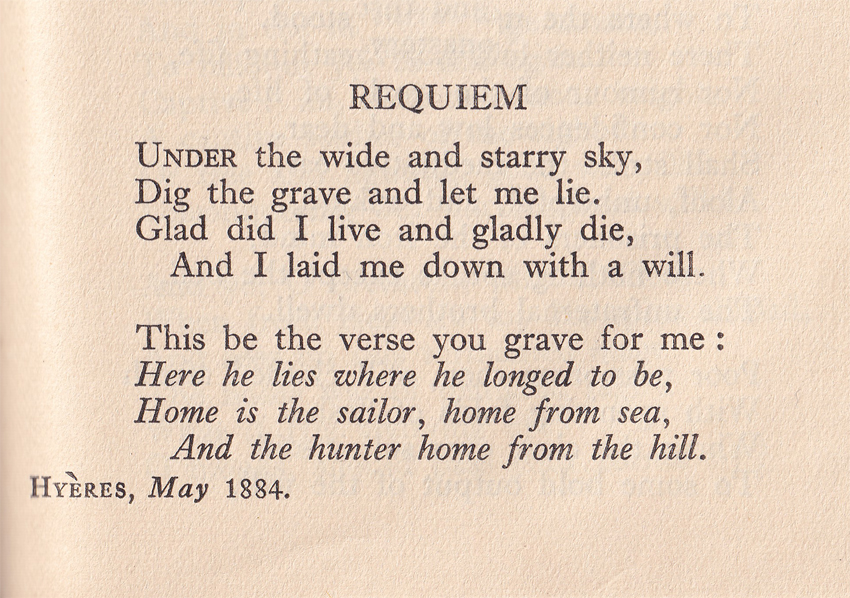 REQUIEM
UNDER the wide and starry sky,
Dig the grave and let me lie.
Glad did I live and gladly die,
And I laid me down with a will.
This be the verse you grave for me :
Here he lies where he longed to be,
Home is the sailor, home from sea,
And the hunter home from the hill.
HYÈRES, May 1884.